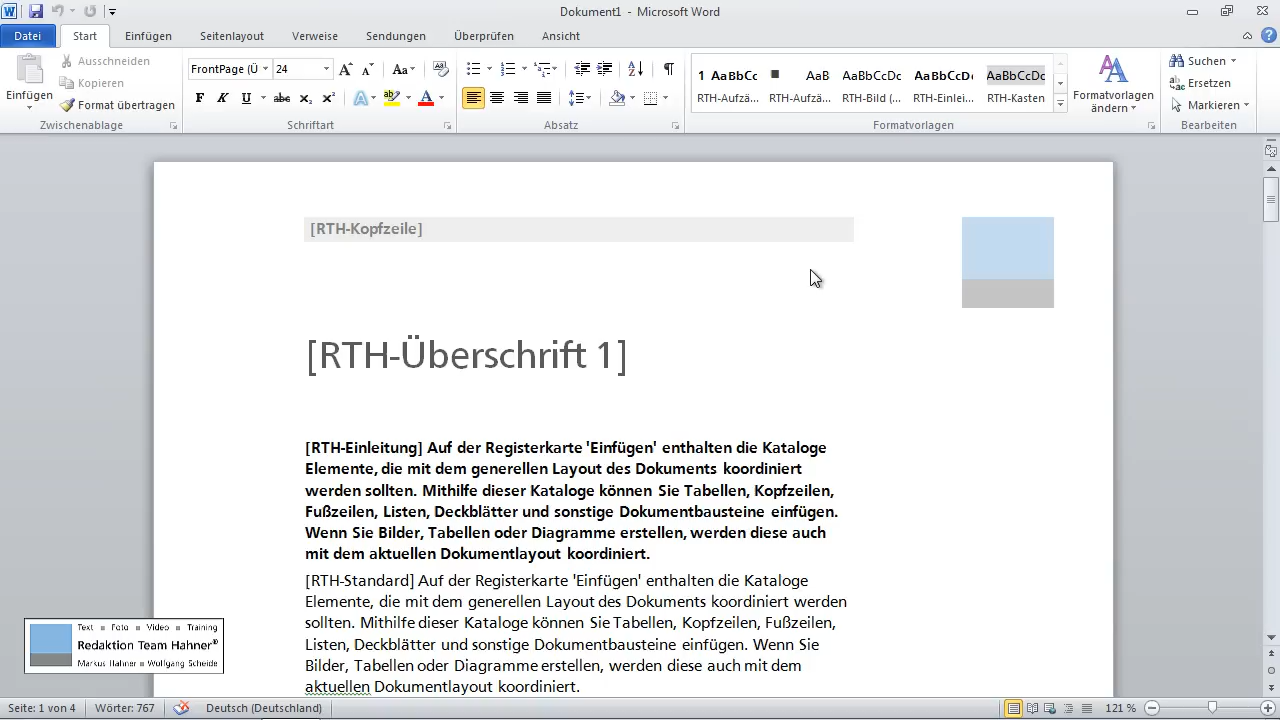 Dokument1 - Microsoft Word
Datei Start Einfügen Seitenlayout Verweise Sendungen Überprüfen Ansicht
Einfügen
Ausschneiden
Kopieren
Format übertragen
Zwischenablage
FrontPage (Ü 24
Aa
F K U abc x₂ x² A ab A
Schriftart
Absatz
1 AaBbCc AaB AaBbCcDc AaBbCcDc AaBbCcDc
RTH-Aufzä... RTH-Aufzä... RTH-Bild (... RTH-Einlei... RTH-Kasten
Formatvorlagen
Formatvorlagen
ändern
Suchen
Ersetzen
Markieren
Bearbeiten
[RTH-Kopfzeile]
[RTH-Überschrift 1]
[RTH-Einleitung] Auf der Registerkarte 'Einfügen' enthalten die Kataloge
Elemente, die mit dem generellen Layout des Dokuments koordiniert
werden sollten. Mithilfe dieser Kataloge können Sie Tabellen, Kopfzeilen,
Fußzeilen, Listen, Deckblätter und sonstige Dokumentbausteine einfügen.
Wenn Sie Bilder, Tabellen oder Diagramme erstellen, werden diese auch
mit dem aktuellen Dokumentlayout koordiniert.
[RTH-Standard] Auf der Registerkarte 'Einfügen' enthalten die Kataloge
Elemente, die mit dem generellen Layout des Dokuments koordiniert werden
sollten. Mithilfe dieser Kataloge können Sie Tabellen, Kopfzeilen, Fußzeilen,
Listen, Deckblätter und sonstige Dokumentbausteine einfügen. Wenn Sie
Bilder, Tabellen oder Diagramme erstellen, werden diese auch mit dem
aktuellen Dokumentlayout koordiniert.
Text ■ Foto ■ Video ■ Training
Redaktion Team Hahner®
Markus Hahner ■ Wolfgang Scheide
Seite: 1 von 4 Wörter: 767 Deutsch (Deutschland) 121 %